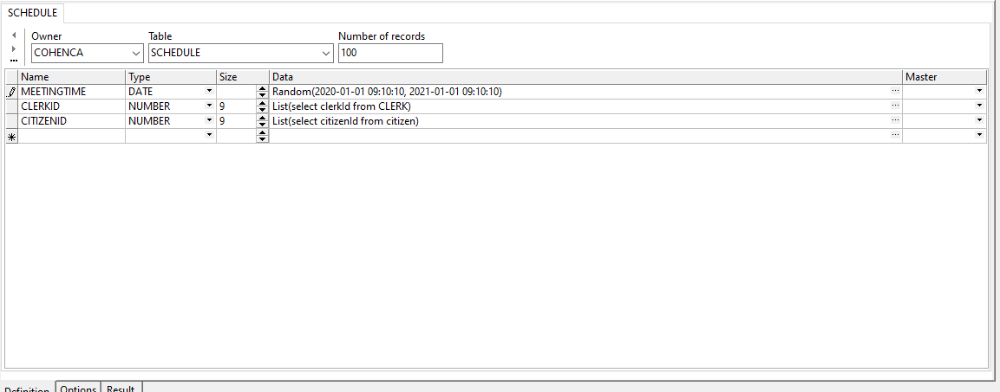 SCHEDULE
Owner Table Number of records
COHENCA SCHEDULE 100
Name Type Size Data Master
MEETINGTIME DATE Random(2020-01-01 09:10:10, 2021-01-01 09:10:10) ...
CLERKID NUMBER 9 List(select clerkId from CLERK) ...
CITIZENID NUMBER 9 List(select citizenId from citizen) ...
...
Definition Options Result